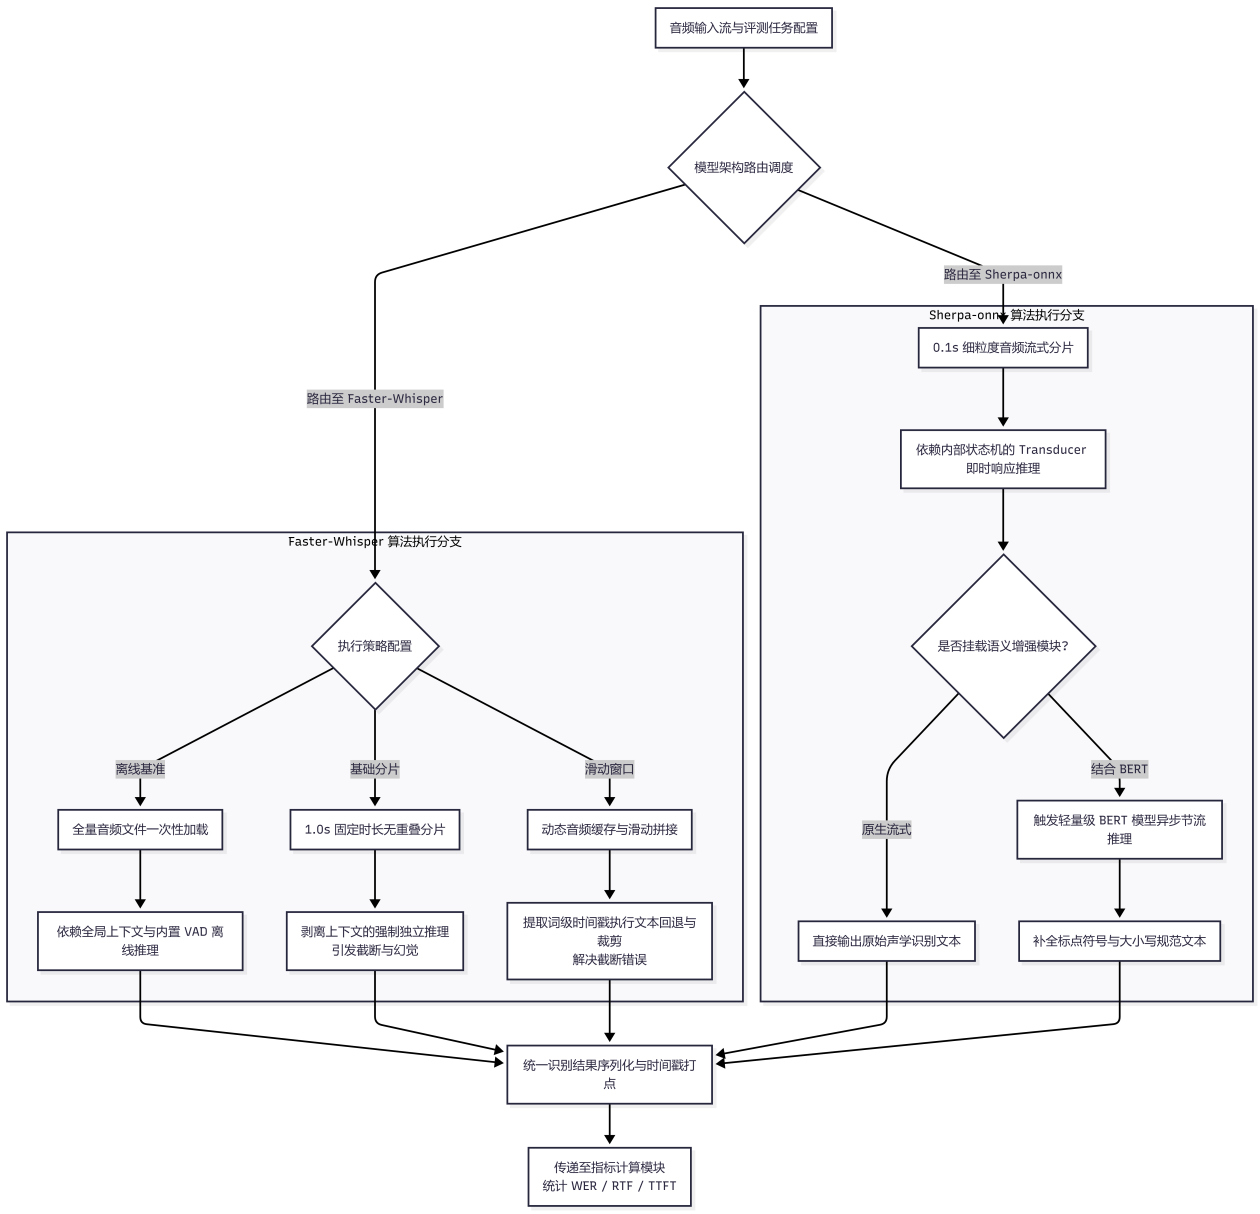 音频输入流与评测任务配置
模型架构路由调度
路由至 Sherpa-onnx
Sherpa-onnx 算法执行分支
0.1s 细粒度音频流式分片
路由至 Faster-Whisper
依赖内部状态机的 Transducer
即时响应推理
Faster-Whisper 算法执行分支
执行策略配置
是否挂载语义增强模块?
离线基准
基础分片
滑动窗口
结合 BERT
全量音频文件一次性加载
1.0s 固定时长无重叠分片
动态音频缓存与滑动拼接
原生流式
触发轻量级 BERT 模型异步节流
推理
依赖全局上下文与内置 VAD 离
线推理
剥离上下文的强制独立推理
引发截断与幻觉
提取词级时间戳执行文本回退与
裁剪
解决截断错误
直接输出原始声学识别文本
补全标点符号与大小写规范文本
统一识别结果序列化与时间戳打
点
传递至指标计算模块
统计 WER / RTF / TTFT